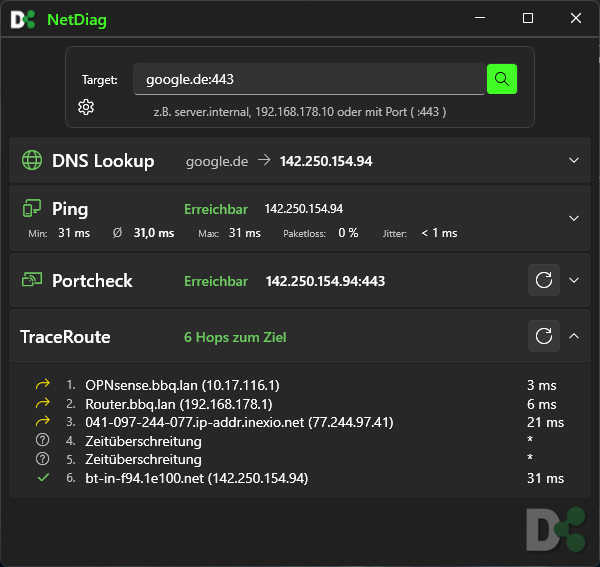 NetDiag
Target: google.de:443
z.B. server.internal, 192.168.178.10 oder mit Port ( :443 )
DNS Lookup google.de → 142.250.154.94
Ping Erreichbar 142.250.154.94
Min: 31 ms Ø 31,0 ms Max: 31 ms Paketloss: 0 % Jitter: < 1 ms
Portcheck Erreichbar 142.250.154.94:443
TraceRoute 6 Hops zum Ziel
1. OPNsense.bbq.lan (10.17.116.1) 3 ms
2. Router.bbq.lan (192.168.178.1) 6 ms
3. 041-097-244-077.ip-addr.inexio.net (77.244.97.41) 21 ms
4. Zeitüberschreitung *
5. Zeitüberschreitung *
6. bt-in-f94.1e100.net (142.250.154.94) 31 ms